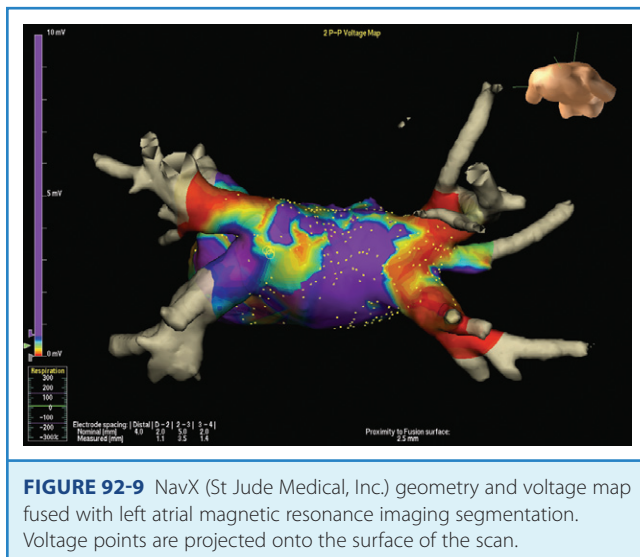 10 mV
2 P-P Voltage Map
5 mV
0 mV
Respiration
300
200
100
0
-100
-200
-300%
Electrode spacing: | Distal | D-2 | 2-3 | 3-4 |
Nominal [mm] 4.0 2.0 5.0 2.0
Measured [mm] 1.1 3.5 1.4
Proximity to Fusion surface:
2.5 mm
FIGURE 92-9 NavX (St Jude Medical, Inc.) geometry and voltage map
fused with left atrial magnetic resonance imaging segmentation.
Voltage points are projected onto the surface of the scan.